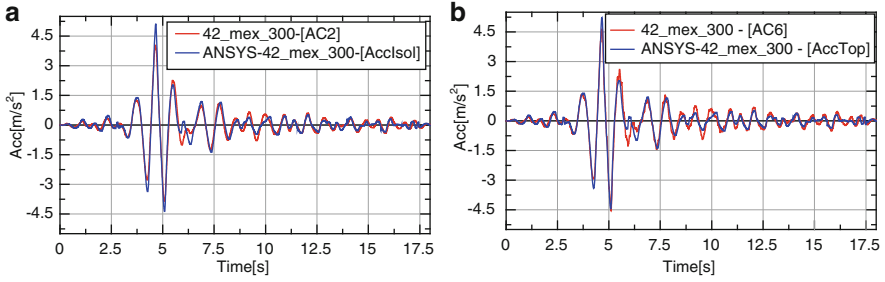 a
42_mex_300-[AC2]
ANSYS-42_mex_300-[AccIsol]
4.5
3
1.5
0
-1.5
-3
-4.5
Acc[m/s²]
0 2.5 5 7.5 10 12.5 15 17.5
Time[s]
b
42_mex_300 - [AC6]
ANSYS-42_mex_300 - [AccTop]
4.5
3
1.5
0
-1.5
-3
-4.5
Acc[m/s²]
0 2.5 5 7.5 10 12.5 15 17.5
Time[s]